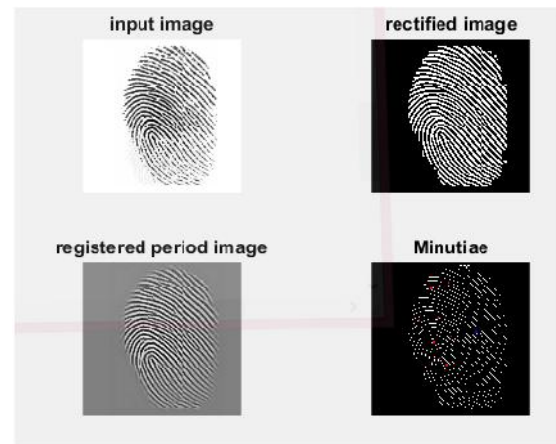 input image
rectified image
registered period image
Minutiae